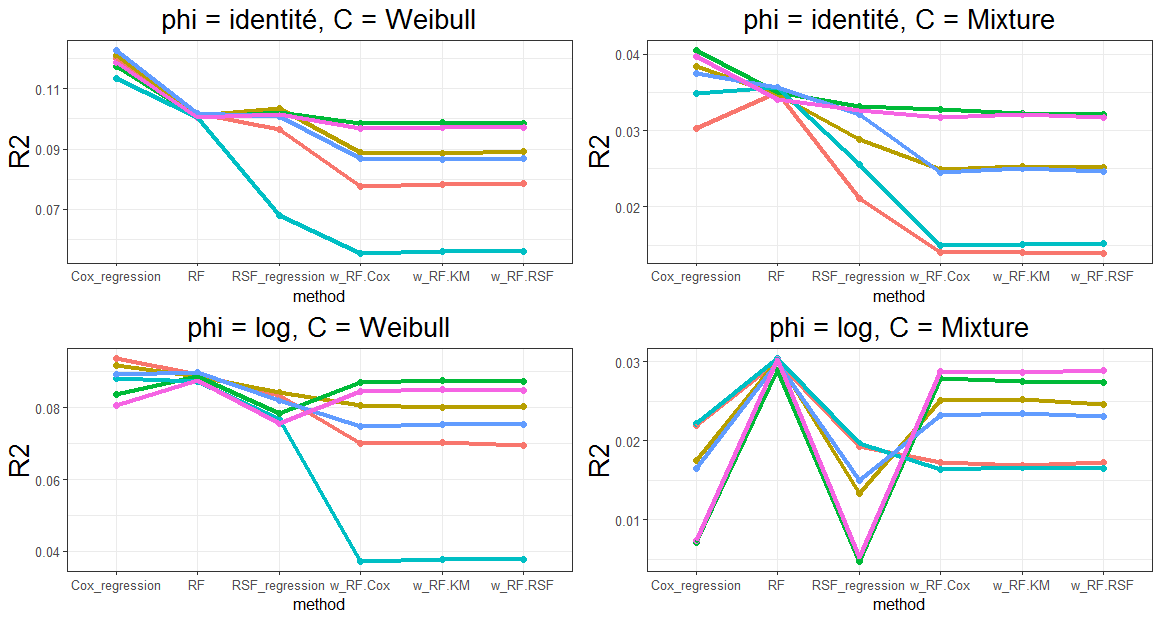 phi = identité, C = Weibull
R2
0.11
0.09
0.07
Cox_regression RF RSF_regression w_RF.Cox w_RF.KM w_RF.RSF
method
phi = identité, C = Mixture
R2
0.04
0.03
0.02
Cox_regression RF RSF_regression w_RF.Cox w_RF.KM w_RF.RSF
method
phi = log, C = Weibull
R2
0.08
0.06
0.04
Cox_regression RF RSF_regression w_RF.Cox w_RF.KM w_RF.RSF
method
phi = log, C = Mixture
R2
0.03
0.02
0.01
Cox_regression RF RSF_regression w_RF.Cox w_RF.KM w_RF.RSF
method